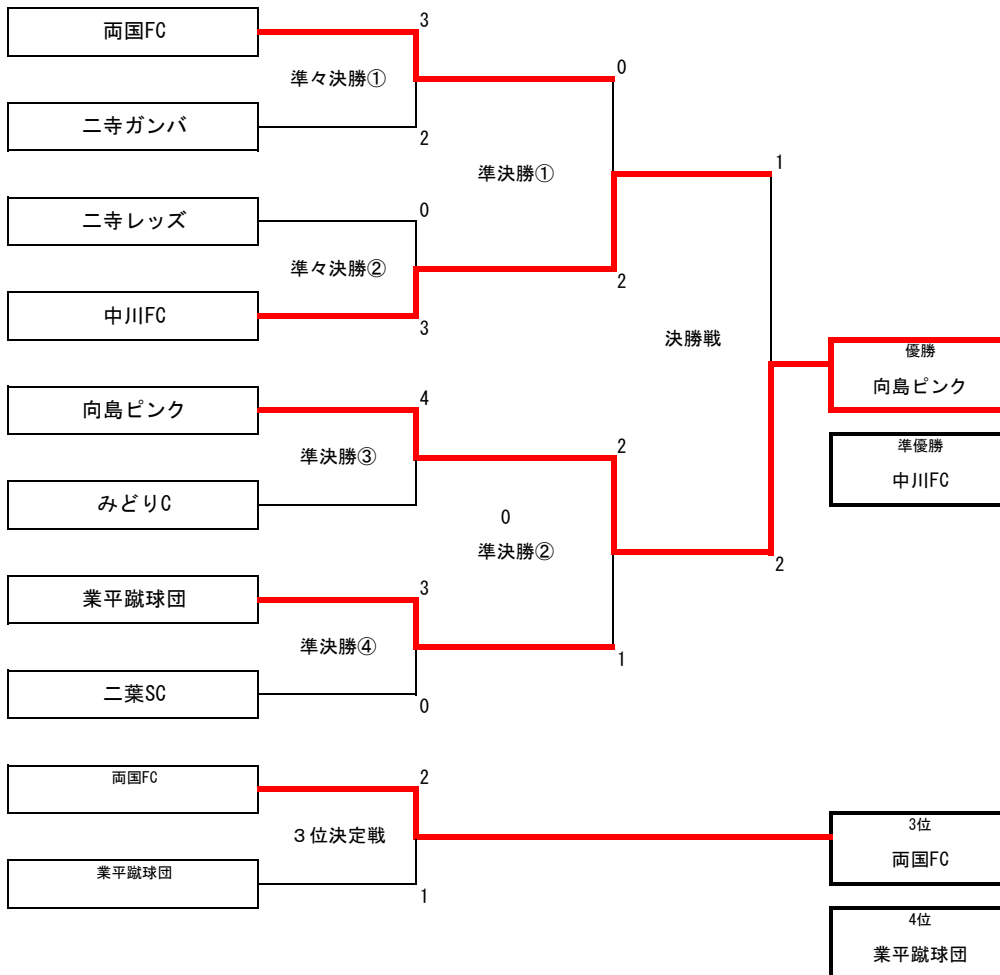 両国FC
3
準々決勝①
0
二寺ガンバ
2
準決勝①
1
二寺レッズ
0
準々決勝②
2
中川FC
3
決勝戦
優勝
向島ピンク
向島ピンク
4
準決勝③
2
準優勝
中川FC
みどりC
0
準決勝②
2
業平蹴球団
3
準決勝④
1
二葉SC
0
両国FC
2
3位決定戦
3位
両国FC
業平蹴球団
1
4位
業平蹴球団